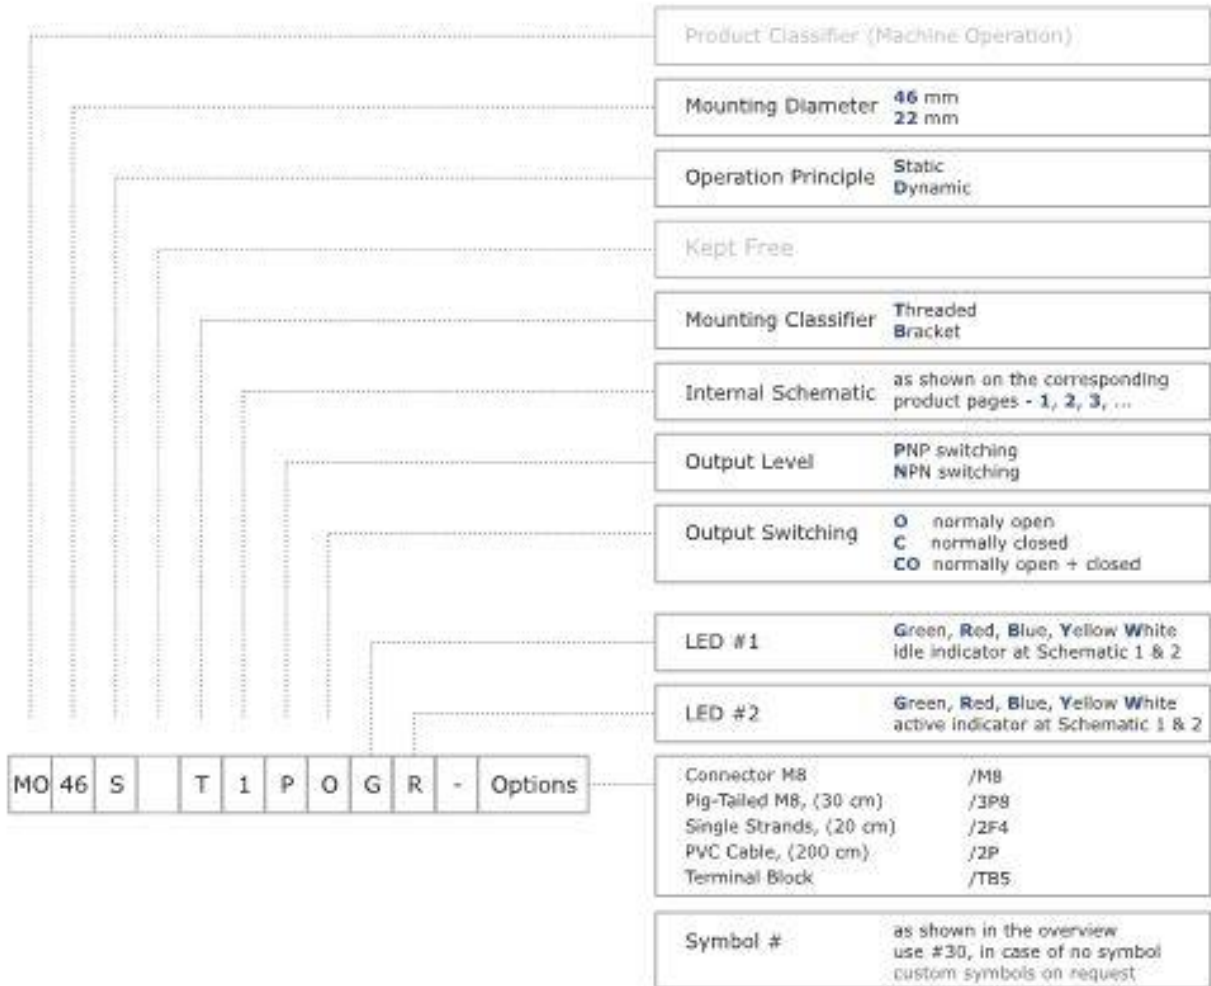 Product Classifier (Machine Operation)
Mounting Diameter 46 mm
22 mm
Operation Principle Static
Dynamic
Kept Free
Mounting Classifier Threaded
Bracket
Internal Schematic as shown on the corresponding
product pages - 1, 2, 3, ...
Output Level PNP switching
NPN switching
Output Switching O normaly open
C normally closed
CO normally open + closed
LED #1 Green, Red, Blue, Yellow White
idle indicator at Schematic 1 & 2
LED #2 Green, Red, Blue, Yellow White
active indicator at Schematic 1 & 2
MO 46 S T 1 P O G R - Options
Connector M8 /M8
Pig-Tailed M8, (30 cm) /3P8
Single Strands, (20 cm) /2F4
PVC Cable, (200 cm) /2P
Terminal Block /TB5
Symbol # as shown in the overview
use #30, in case of no symbol
custom symbols on request